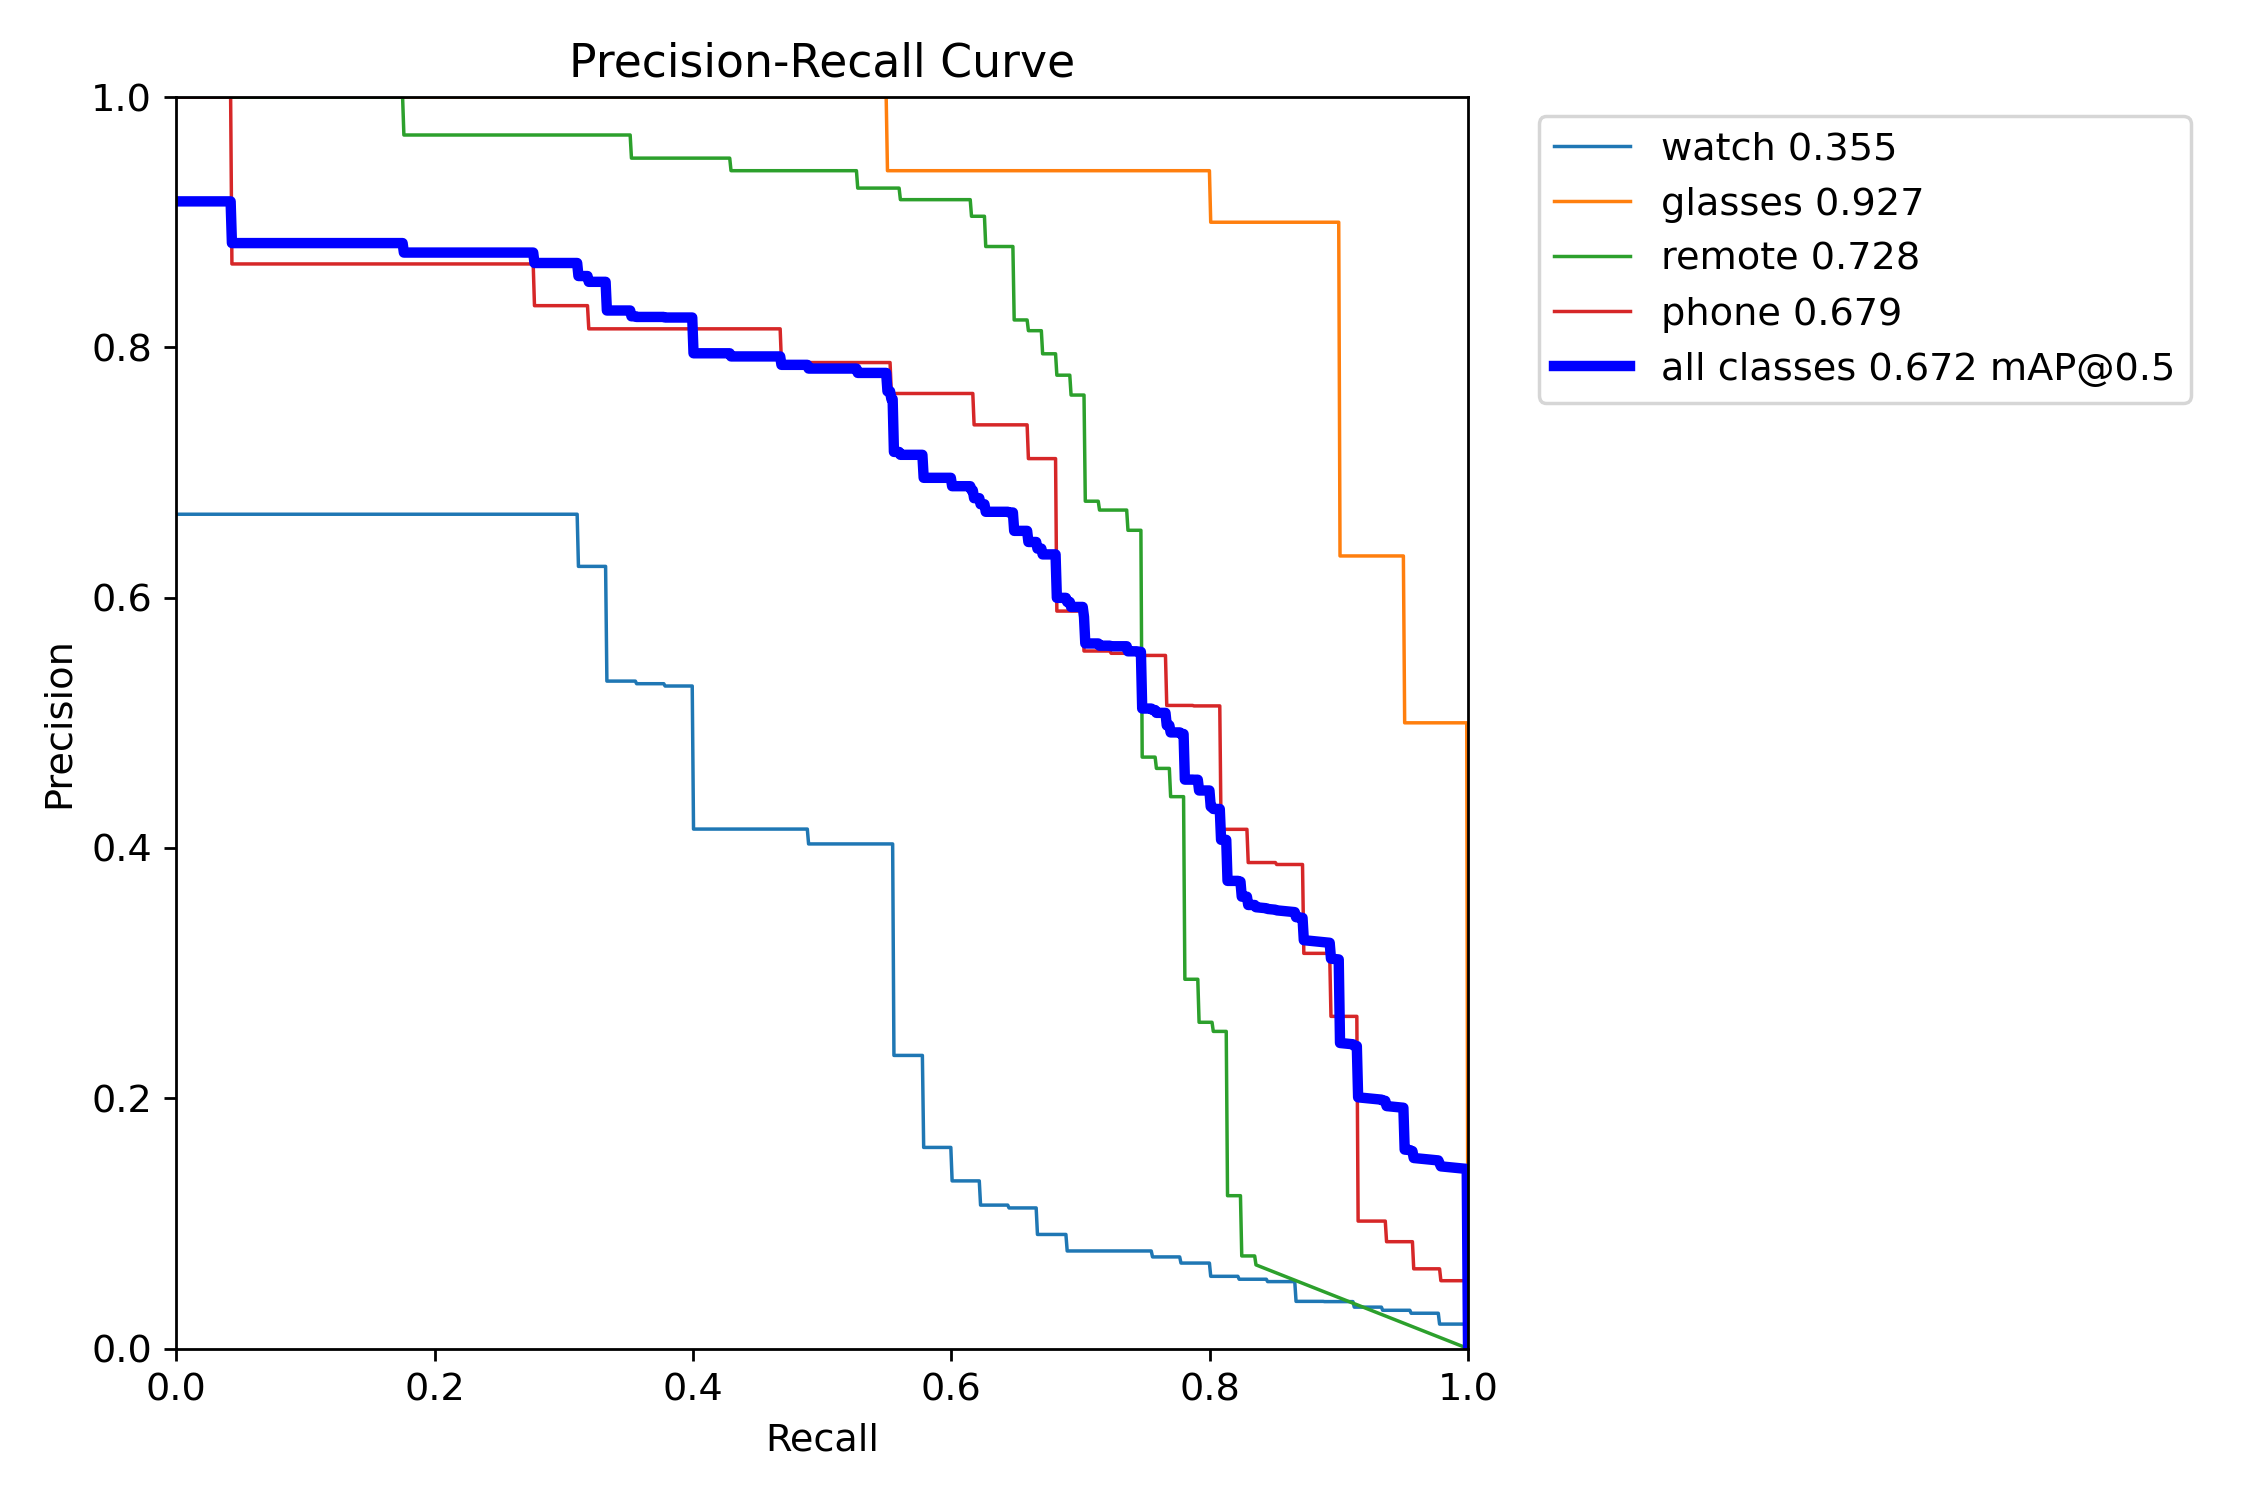 Precision-Recall Curve
1.0
0.8
0.6
0.4
0.2
0.0
Precision
0.0 0.2 0.4 0.6 0.8 1.0
Recall
watch 0.355
glasses 0.927
remote 0.728
phone 0.679
all classes 0.672 mAP@0.5